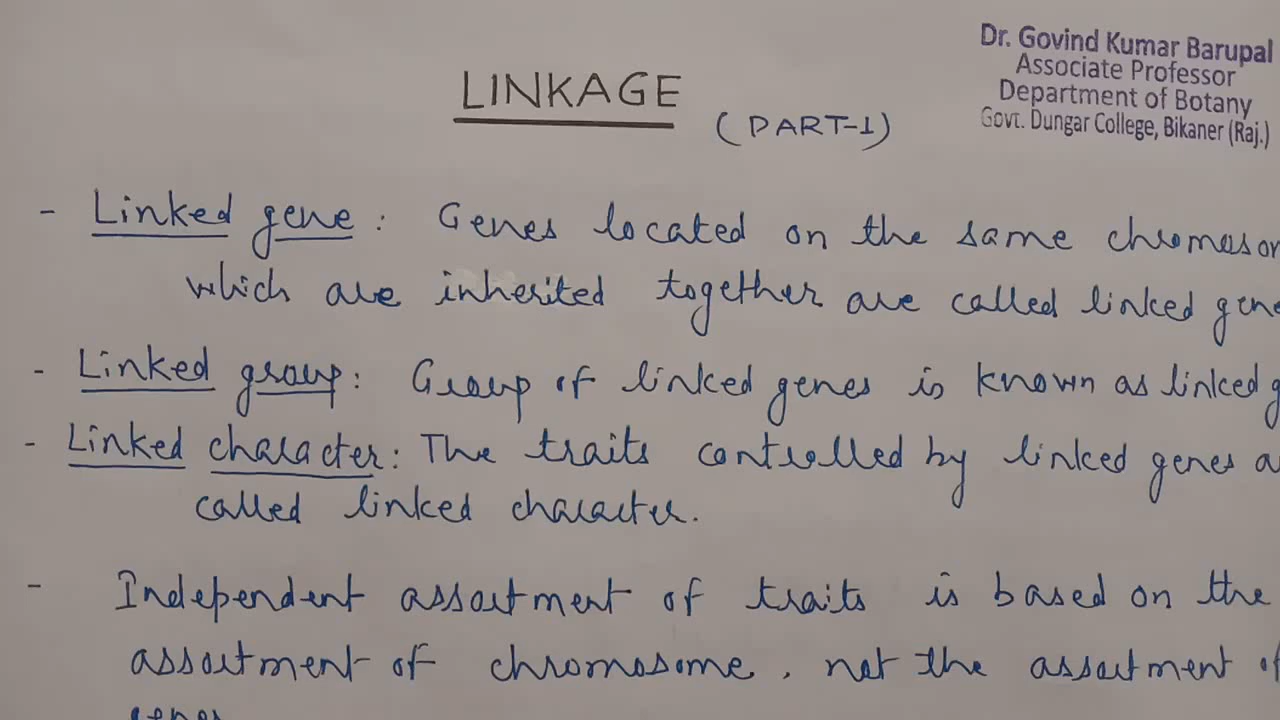 Dr. Govind Kumar Barupal
Associate Professor
Department of Botany
Govt. Dungar College, Bikaner (Raj.)
LINKAGE
(PART-1)
- Linked gene: Genes located on the same chromosom
which are inherited together are called linked gene
- Linked group: Group of linked genes is known as linked g
- Linked character: The traits controlled by linked genes a
called linked character.
- Independent assortment of traits is based on the
assortment of chromosome, not the assortment of
genes